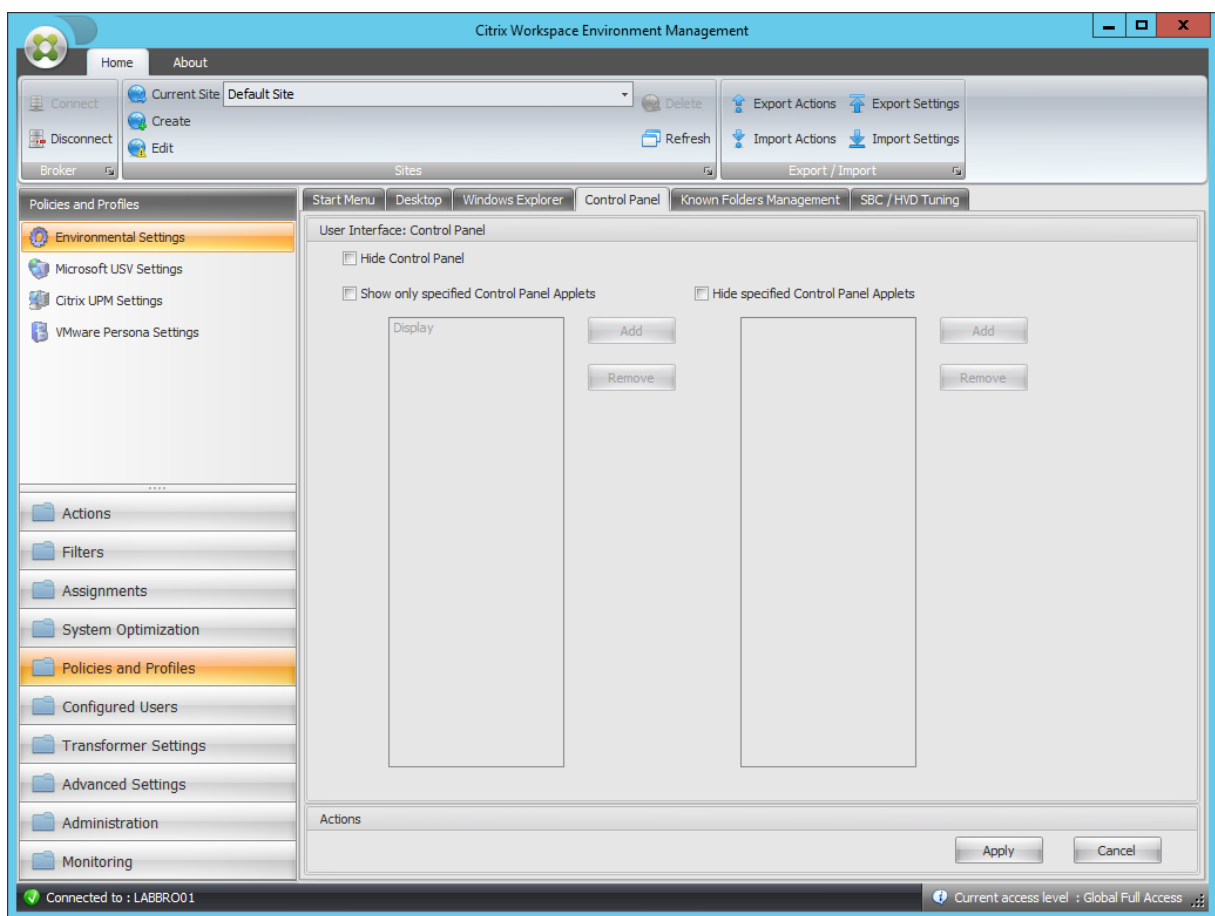 Citrix Workspace Environment Management
Home About
Connect
Disconnect
Broker
Current Site Default Site
Create
Edit
Delete
Refresh
Sites
Export Actions Export Settings
Import Actions Import Settings
Export / Import
Policies and Profiles
Environmental Settings
Microsoft USV Settings
Citrix UPM Settings
VMware Persona Settings
Actions
Filters
Assignments
System Optimization
Policies and Profiles
Configured Users
Transformer Settings
Advanced Settings
Administration
Monitoring
Start Menu Desktop Windows Explorer Control Panel Known Folders Management SBC / HVD Tuning
User Interface: Control Panel
Hide Control Panel
Show only specified Control Panel Applets Hide specified Control Panel Applets
Display Add Add
Remove Remove
Actions
Apply Cancel
Connected to : LABBRO01 Current access level : Global Full Access